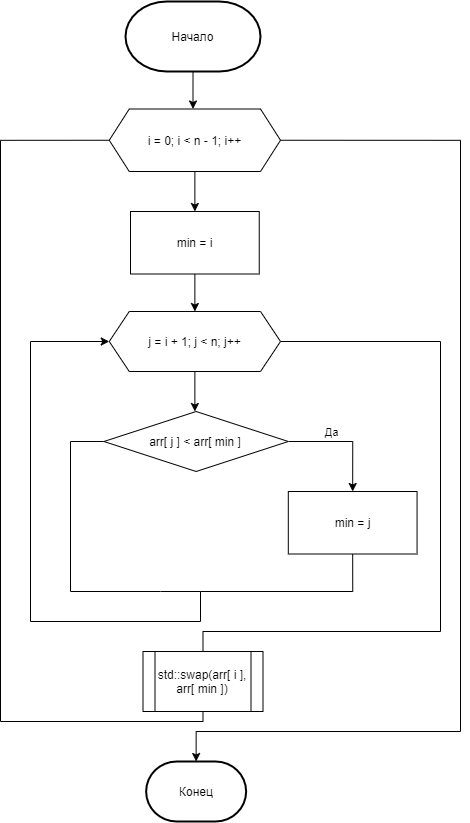 Начало
i = 0; i < n - 1; i++
min = i
j = i + 1; j < n; j++
arr[ j ] < arr[ min ]
Да
min = j
std::swap(arr[ i ],
arr[ min ])
Конец